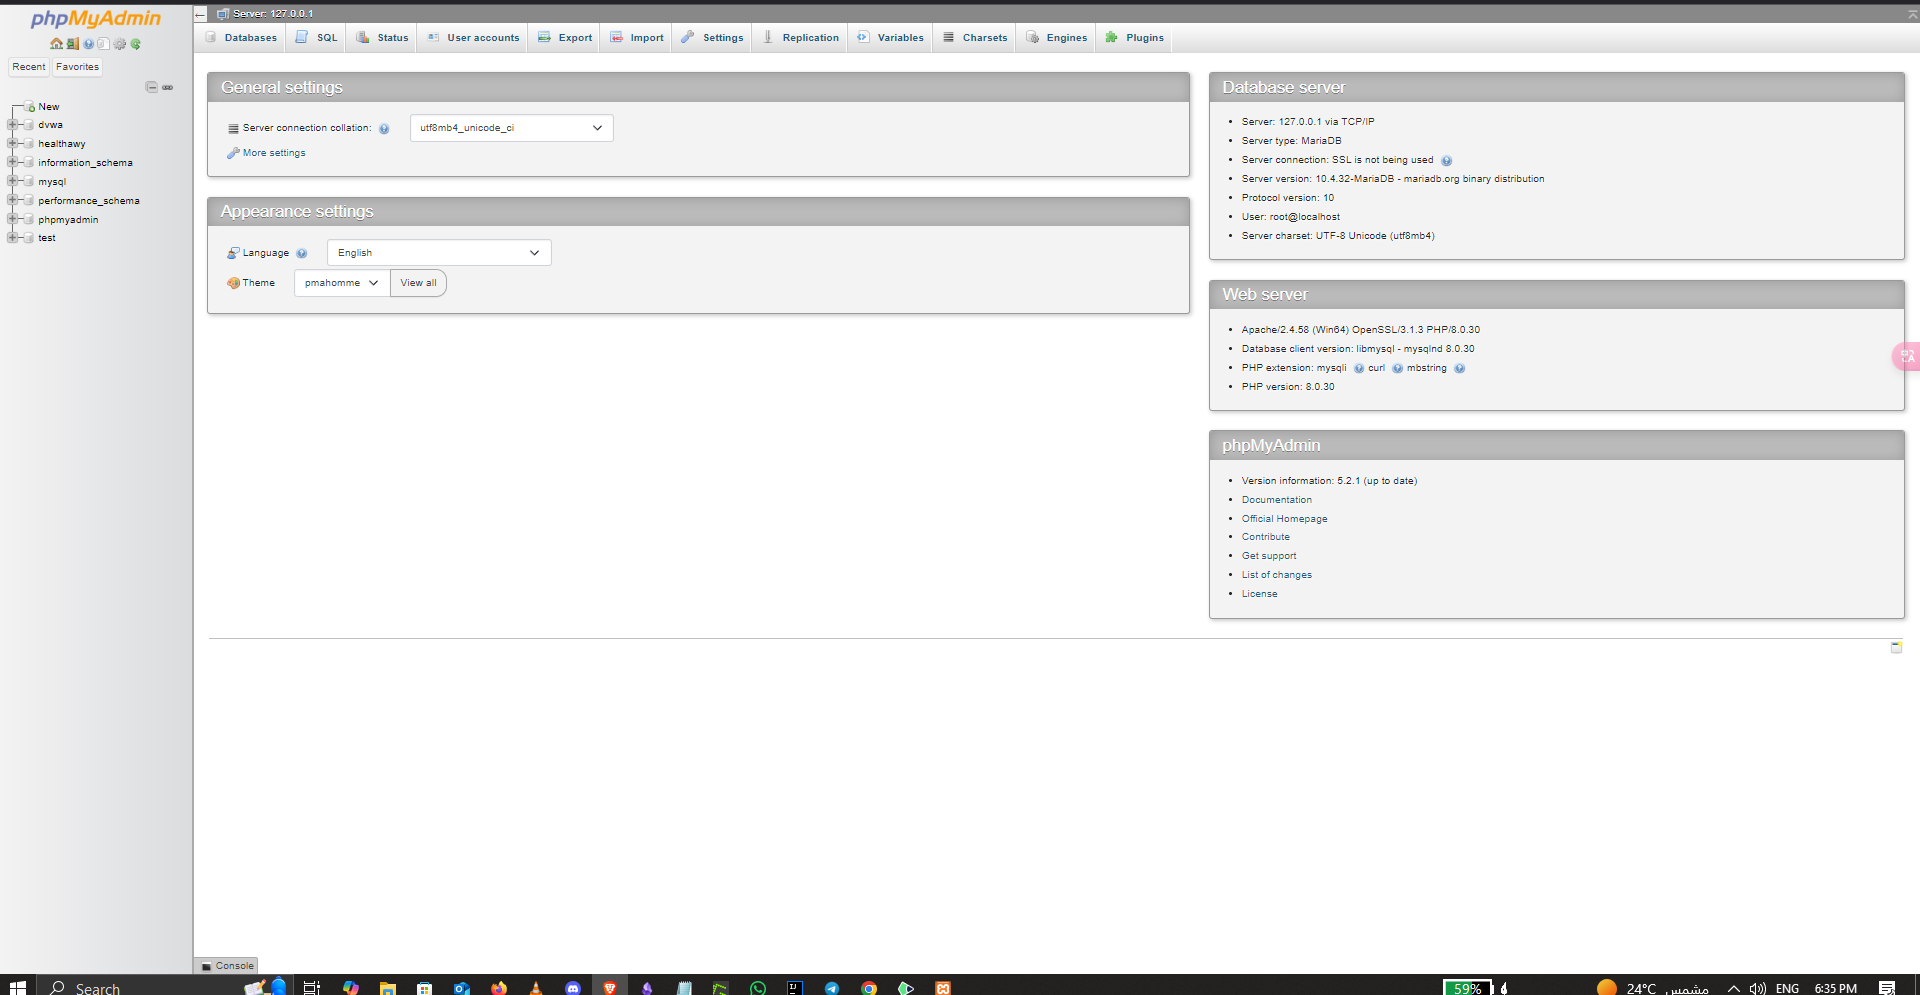 phpMyAdmin
Recent Favorites
New
dvwa
healthawy
information_schema
mysql
performance_schema
phpmyadmin
test
Server: 127.0.0.1
Databases SQL Status User accounts Export Import Settings Replication Variables Charsets Engines Plugins
General settings
Server connection collation: utf8mb4_unicode_ci
More settings
Appearance settings
Language English
Theme pmahomme View all
Database server
• Server: 127.0.0.1 via TCP/IP
• Server type: MariaDB
• Server connection: SSL is not being used
• Server version: 10.4.32-MariaDB - mariadb.org binary distribution
• Protocol version: 10
• User: root@localhost
• Server charset: UTF-8 Unicode (utf8mb4)
Web server
• Apache/2.4.58 (Win64) OpenSSL/3.1.3 PHP/8.0.30
• Database client version: libmysql - mysqlnd 8.0.30
• PHP extension: mysqli curl mbstring
• PHP version: 8.0.30
phpMyAdmin
• Version information: 5.2.1 (up to date)
• Documentation
• Official Homepage
• Contribute
• Get support
• List of changes
• License
Console
Search
59% 24°C مشمس ENG 6:35 PM